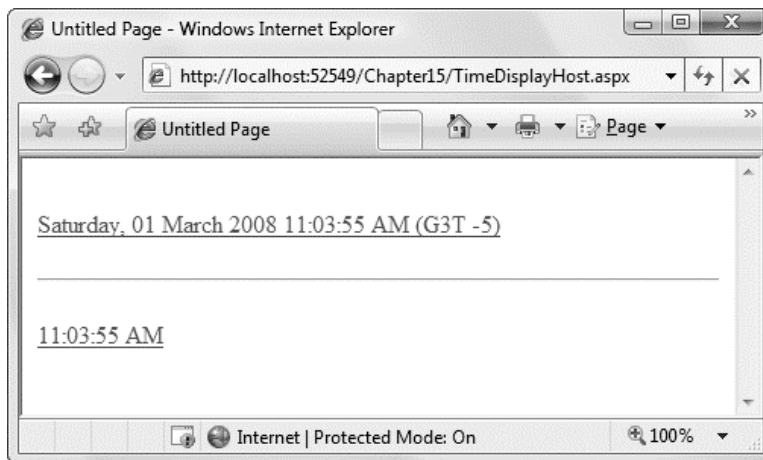 Untitled Page - Windows Internet Explorer
http://localhost:52549/Chapter15/TimeDisplayHost.aspx
Untitled Page
Page
Saturday, 01 March 2008 11:03:55 AM (G3T -5)
11:03:55 AM
Internet | Protected Mode: On
100%